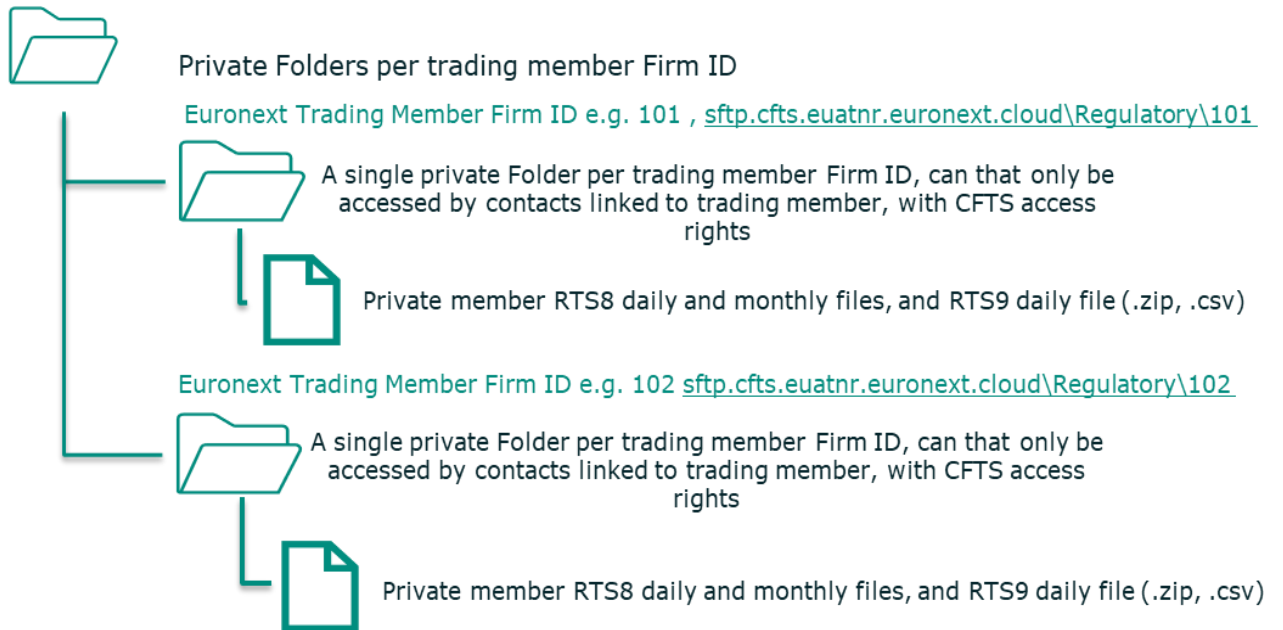 Private Folders per trading member Firm ID
Euronext Trading Member Firm ID e.g. 101 , sftp.cfts.euatnr.euronext.cloud\Regulatory\101
A single private Folder per trading member Firm ID, can that only be
accessed by contacts linked to trading member, with CFTS access
rights
Private member RTS8 daily and monthly files, and RTS9 daily file (.zip, .csv)
Euronext Trading Member Firm ID e.g. 102 sftp.cfts.euatnr.euronext.cloud\Regulatory\102
A single private Folder per trading member Firm ID, can that only be
accessed by contacts linked to trading member, with CFTS access
rights
Private member RTS8 daily and monthly files, and RTS9 daily file (.zip, .csv)